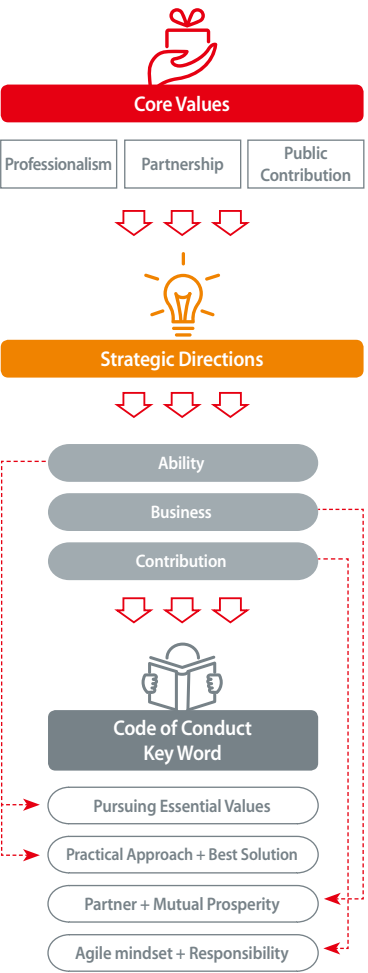 Core Values
Professionalism
Partnership
Public
Contribution
Strategic Directions
Ability
Business
Contribution
Code of Conduct
Key Word
Pursuing Essential Values
Practical Approach + Best Solution
Partner + Mutual Prosperity
Agile mindset + Responsibility